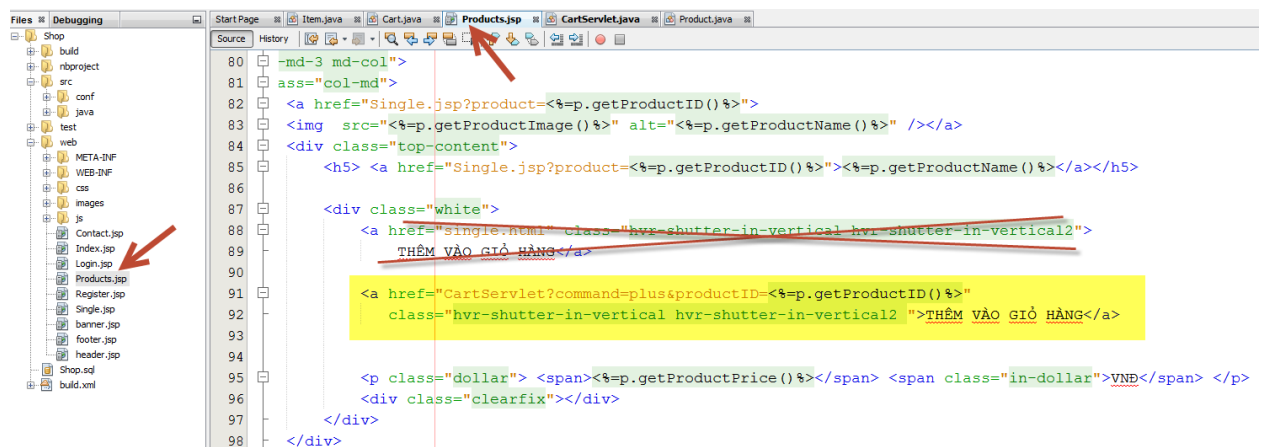 Files × Debugging
Start Page Item.java Cart.java Products.jsp CartServlet.java Product.java
Source History
Shop
build
nbproject
src
conf
java
test
web
META-INF
WEB-INF
css
images
js
Contact.jsp
Index.jsp
Login.jsp
Products.jsp
Register.jsp
Single.jsp
banner.jsp
footer.jsp
header.jsp
Shop.sql
build.xml
80 -md-3 md-col">
81 ass="col-md">
82 <a href="Single.jsp?product=<%=p.getProductID()%>">
83 <img src="<%=p.getProductImage()%>" alt="<%=p.getProductName()%>" /></a>
84 <div class="top-content">
85 <h5> <a href="Single.jsp?product=<%=p.getProductID()%>"><%=p.getProductName()%></a></h5>
86
87 <div class="white">
88 <a href="single.html" class="hvr-shutter-in-vertical hvr-shutter-in-vertical2">
89 THÊM VÀO GIỎ HÀNG</a>
90
91 <a href="CartServlet?command=plus&productID=<%=p.getProductID()%>"
92 class="hvr-shutter-in-vertical hvr-shutter-in-vertical2 ">THÊM VÀO GIỎ HÀNG</a>
93
94
95 <p class="dollar"> <span><%=p.getProductPrice()%></span> <span class="in-dollar">VNĐ</span> </p>
96 <div class="clearfix"></div>
97 </div>
98 </div>